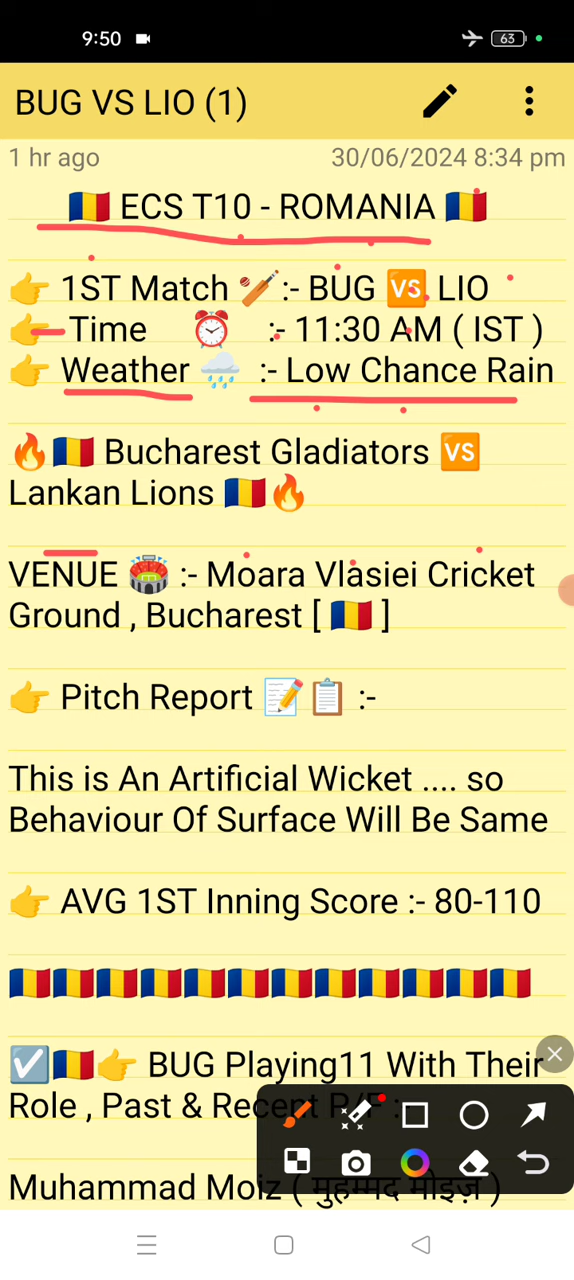 9:50
63
BUG VS LIO (1)
1 hr ago 30/06/2024 8:34 pm
🇷🇴 ECS T10 - ROMANIA 🇷🇴
👉 1ST Match 🏏:- BUG 🆚 LIO
👉 Time ⏰ :- 11:30 AM ( IST )
👉 Weather 🌧️ :- Low Chance Rain
🔥🇷🇴 Bucharest Gladiators 🆚
Lankan Lions 🇷🇴🔥
VENUE 🏟️ :- Moara Vlasiei Cricket
Ground , Bucharest [ 🇷🇴 ]
👉 Pitch Report 📝📋 :-
This is An Artificial Wicket .... so
Behaviour Of Surface Will Be Same
👉 AVG 1ST Inning Score :- 80-110
🇷🇴🇷🇴🇷🇴🇷🇴🇷🇴🇷🇴🇷🇴🇷🇴🇷🇴🇷🇴🇷🇴🇷🇴
☑️🇷🇴👉 BUG Playing11 With Their
Role , Past & Recent P/F :
Muhammad Moiz ( मुहम्मद मोइज़ )